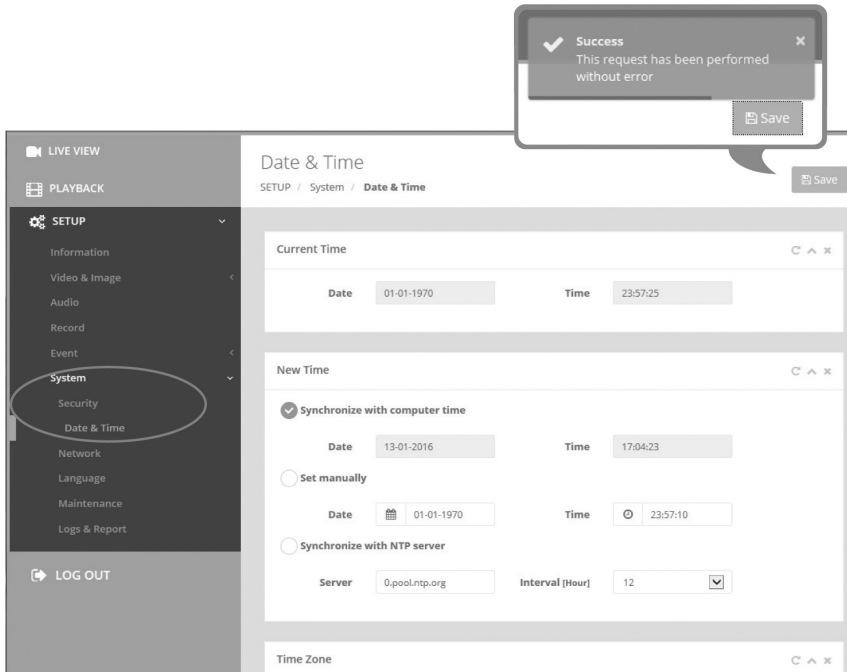 Success
This request has been performed
without error
Save
LIVE VIEW
PLAYBACK
SETUP
Information
Video & Image
Audio
Record
Event
System
Security
Date & Time
Network
Language
Maintenance
Logs & Report
LOG OUT
Date & Time
SETUP / System / Date & Time
Save
Current Time
Date 01-01-1970 Time 23:57:25
New Time
Synchronize with computer time
Date 13-01-2016 Time 17:04:23
Set manually
Date 01-01-1970 Time 23:57:10
Synchronize with NTP server
Server 0.pool.ntp.org Interval [Hour] 12
Time Zone